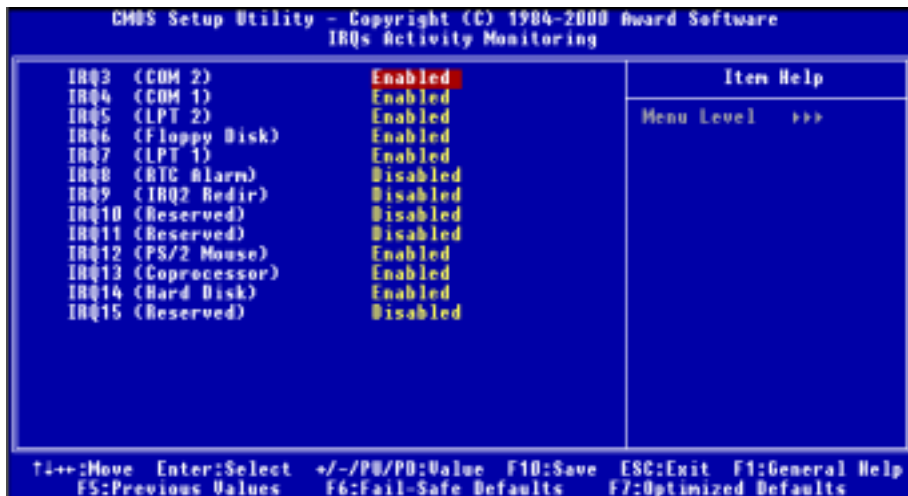 CMOS Setup Utility - Copyright (C) 1984-2000 Award Software
IRQs Activity Monitoring
IRQ3 (COM 2) Enabled
IRQ4 (COM 1) Enabled
IRQ5 (LPT 2) Enabled
IRQ6 (Floppy Disk) Enabled
IRQ7 (LPT 1) Enabled
IRQ8 (RTC Alarm) Disabled
IRQ9 (IRQ2 Redir) Disabled
IRQ10 (Reserved) Disabled
IRQ11 (Reserved) Disabled
IRQ12 (PS/2 Mouse) Enabled
IRQ13 (Coprocessor) Enabled
IRQ14 (Hard Disk) Enabled
IRQ15 (Reserved) Disabled
Item Help
Menu Level ▸▸▸
↑↓→←:Move Enter:Select +/-/PU/PD:Value F10:Save ESC:Exit F1:General Help
F5:Previous Values F6:Fail-Safe Defaults F7:Optimized Defaults